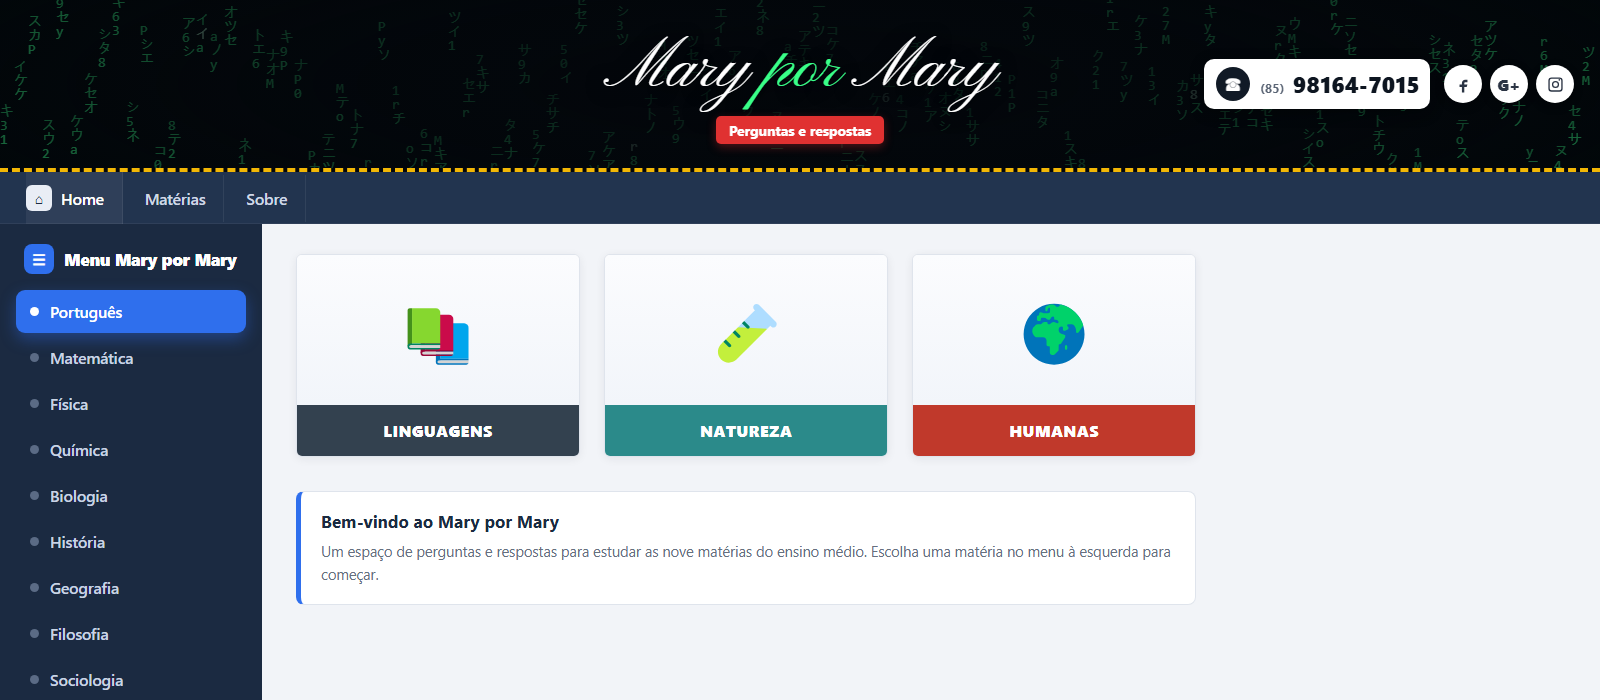 Mary por Mary
Perguntas e respostas
(85) 98164-7015
G+
Home
Matérias
Sobre
Menu Mary por Mary
Português
Matemática
Física
Química
Biologia
História
Geografia
Filosofia
Sociologia
LINGUAGENS
NATUREZA
HUMANAS
Bem-vindo ao Mary por Mary
Um espaço de perguntas e respostas para estudar as nove matérias do ensino médio. Escolha uma matéria no menu à esquerda para
começar.